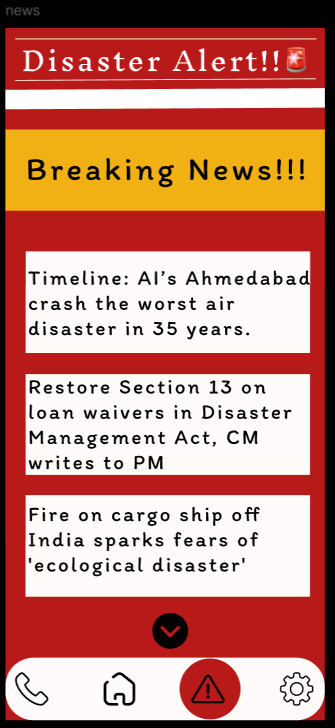 news
Disaster Alert!!🚨
Breaking News!!!
Timeline: AI's Ahmedabad
crash the worst air
disaster in 35 years.
Restore Section 13 on
loan waivers in Disaster
Management Act, CM
writes to PM
Fire on cargo ship off
India sparks fears of
'ecological disaster'